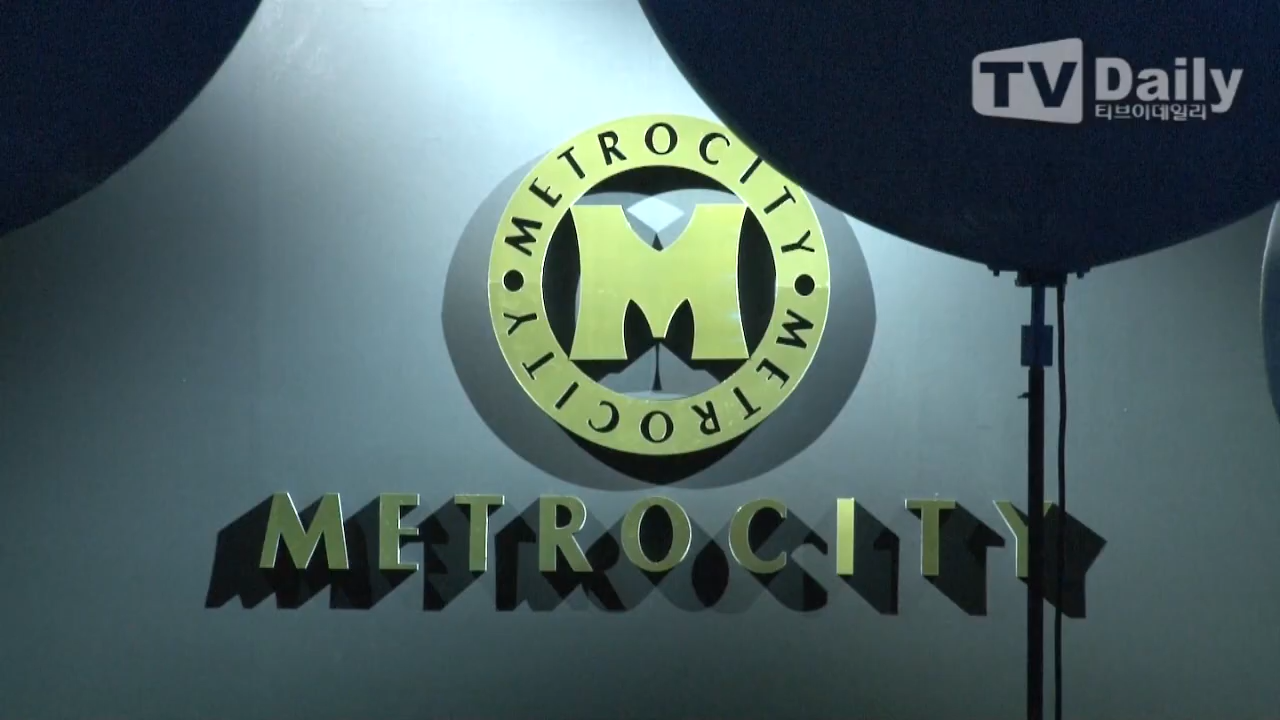 TV Daily
티브이데일리
METROCITY • METROCITY •
M
METROCITY